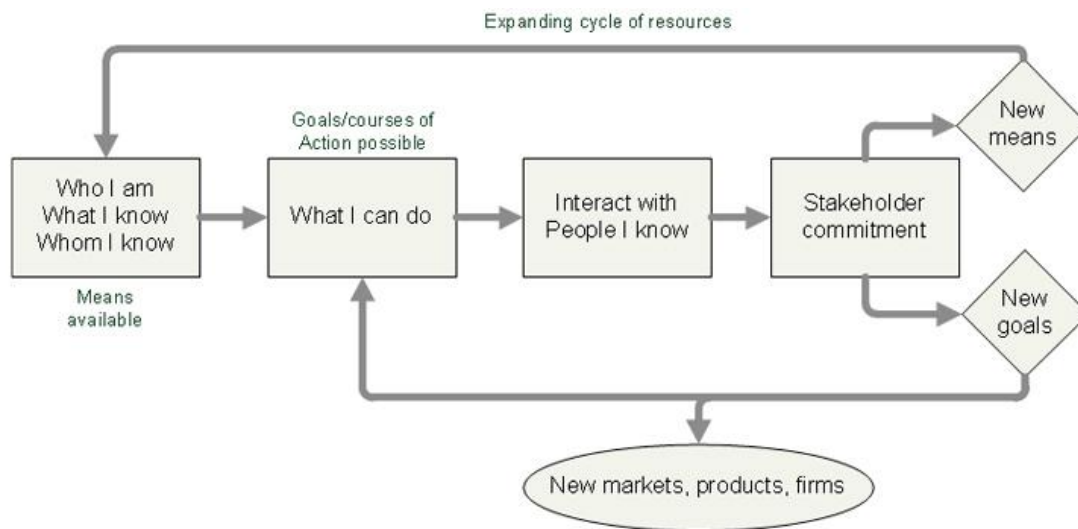 Expanding cycle of resources
New
means
Goals/courses of
Action possible
Who I am
What I know
Whom I know
What I can do
Interact with
People I know
Stakeholder
commitment
Means
available
New
goals
New markets, products, firms